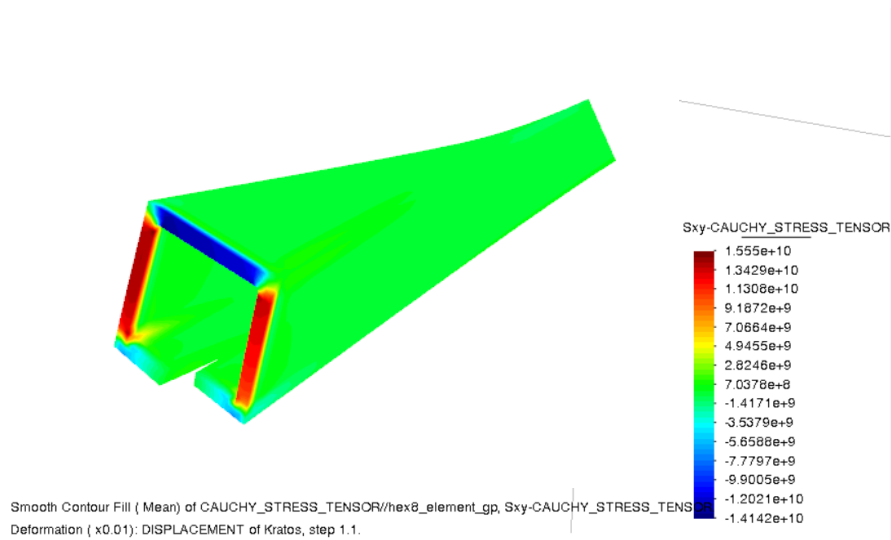 Sxy-CAUCHY_STRESS_TENSOR
1.555e+10
1.3429e+10
1.1308e+10
9.1872e+9
7.0664e+9
4.9455e+9
2.8246e+9
7.0378e+8
-1.4171e+9
-3.5379e+9
-5.6588e+9
-7.7797e+9
-9.9005e+9
-1.2021e+10
-1.4142e+10
Smooth Contour Fill ( Mean) of CAUCHY_STRESS_TENSOR//hex8_element_gp, Sxy-CAUCHY_STRESS_TENSOR
Deformation ( x0.01): DISPLACEMENT of Kratos, step 1.1.